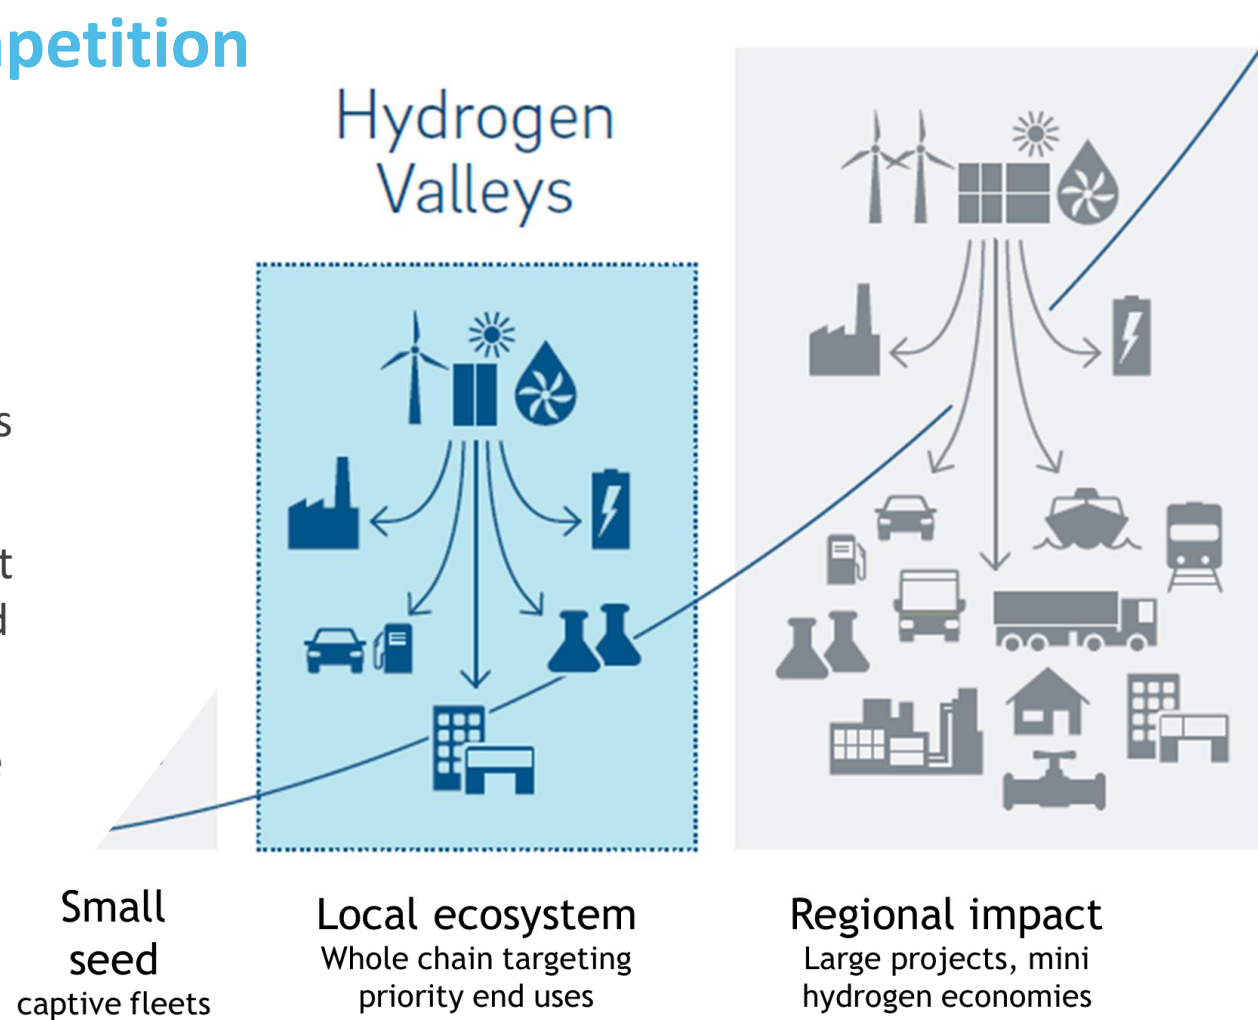 petition
Hydrogen
Valleys
s
t
d
e
Small
seed
captive fleets
Local ecosystem
Whole chain targeting
priority end uses
Regional impact
Large projects, mini
hydrogen economies